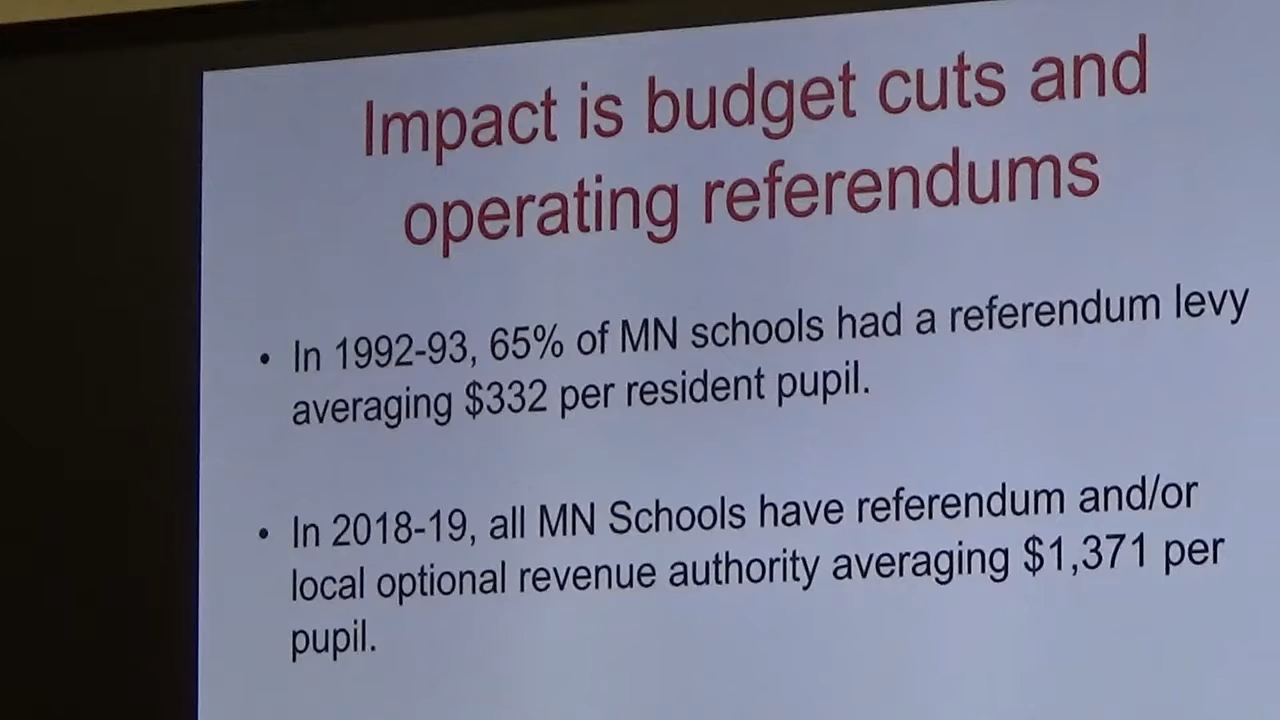 Impact is budget cuts and
operating referendums
• In 1992-93, 65% of MN schools had a referendum levy
averaging $332 per resident pupil.
• In 2018-19, all MN Schools have referendum and/or
local optional revenue authority averaging $1,371 per
pupil.